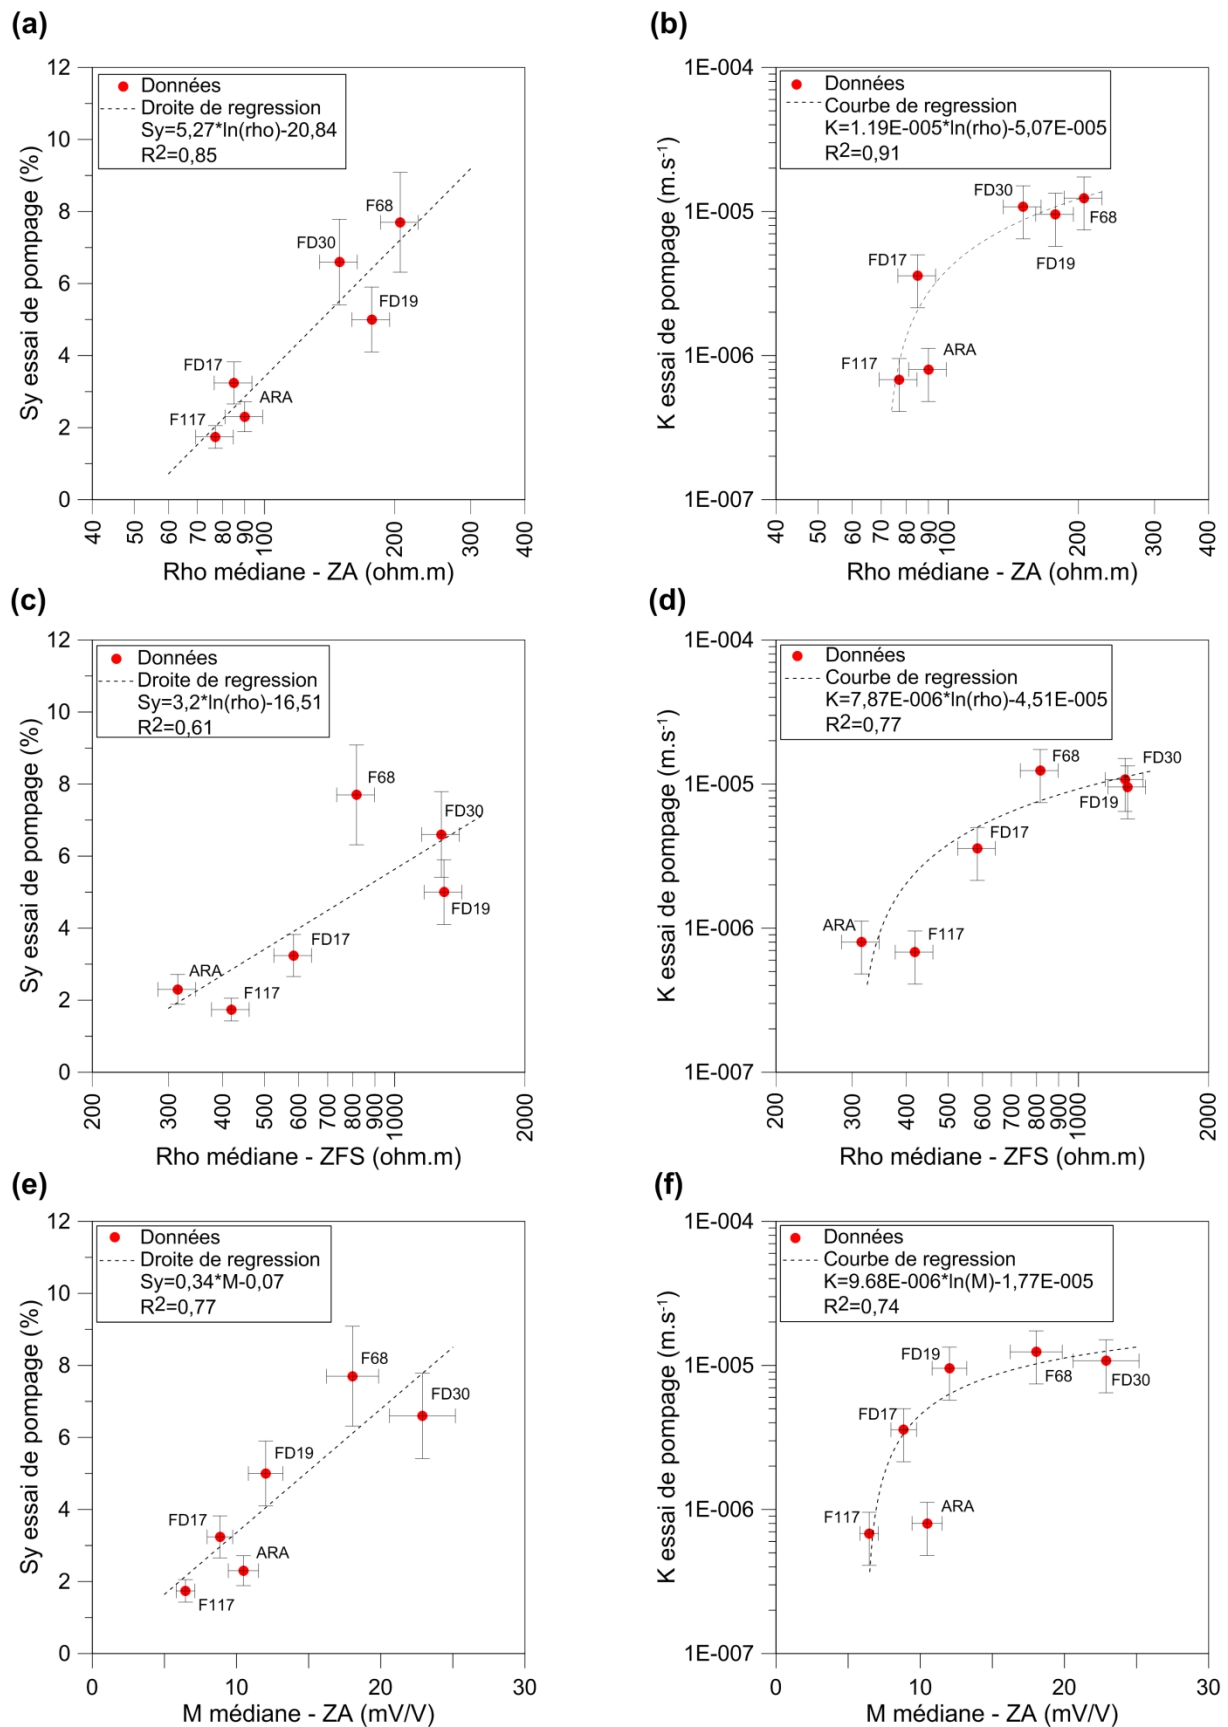 (a)
Sy essai de pompage (%)
12
10
8
6
4
2
0
Données
Droite de regression
Sy=5,27*ln(rho)-20,84
R2=0,85
F68
FD30
FD19
FD17
ARA
F117
40
50
60
70
80
90
100
200
300
400
Rho médiane - ZA (ohm.m)
(b)
K essai de pompage (m.s-1)
1E-004
1E-005
1E-006
1E-007
Données
Courbe de regression
K=1.19E-005*ln(rho)-5,07E-005
R2=0,91
FD30
F68
FD19
FD17
ARA
F117
40
50
60
70
80
90
100
200
300
400
Rho médiane - ZA (ohm.m)
(c)
Sy essai de pompage (%)
12
10
8
6
4
2
0
Données
Droite de regression
Sy=3,2*ln(rho)-16,51
R2=0,61
F68
FD30
FD19
FD17
ARA
F117
200
300
400
500
600
700
800
900
1000
2000
Rho médiane - ZFS (ohm.m)
(d)
K essai de pompage (m.s-1)
1E-004
1E-005
1E-006
1E-007
Données
Courbe de regression
K=7,87E-006*ln(rho)-4,51E-005
R2=0,77
F68
FD30
FD19
FD17
ARA
F117
200
300
400
500
600
700
800
900
1000
2000
Rho médiane - ZFS (ohm.m)
(e)
Sy essai de pompage (%)
12
10
8
6
4
2
0
Données
Droite de regression
Sy=0,34*M-0,07
R2=0,77
F68
FD30
FD19
FD17
ARA
F117
0
10
20
30
M médiane - ZA (mV/V)
(f)
K essai de pompage (m.s-1)
1E-004
1E-005
1E-006
1E-007
Données
Courbe de regression
K=9.68E-006*ln(M)-1,77E-005
R2=0,74
FD19
F68
FD30
FD17
F117
ARA
0
10
20
30
M médiane - ZA (mV/V)